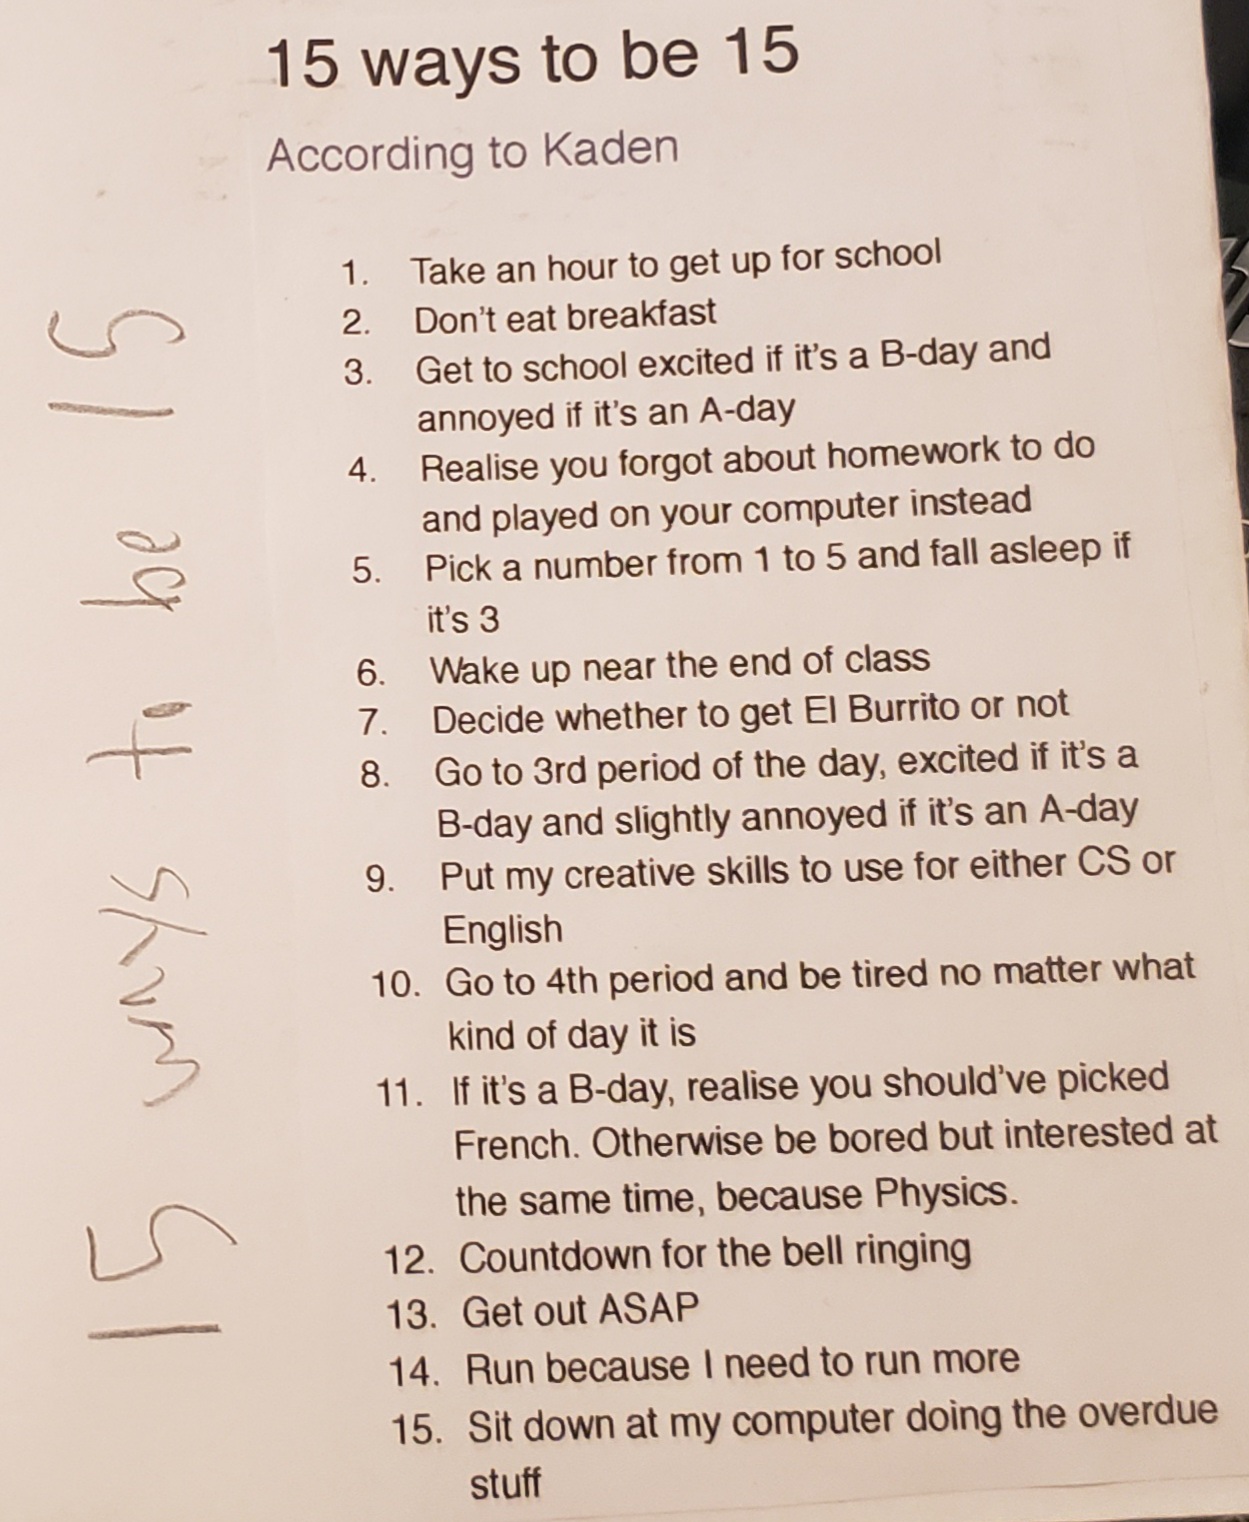 15 ways to be 15
According to Kaden
1. Take an hour to get up for school
2. Don't eat breakfast
3. Get to school excited if it's a B-day and
annoyed if it's an A-day
4. Realise you forgot about homework to do
and played on your computer instead
5. Pick a number from 1 to 5 and fall asleep if
it's 3
6. Wake up near the end of class
7. Decide whether to get El Burrito or not
8. Go to 3rd period of the day, excited if it's a
B-day and slightly annoyed if it's an A-day
9. Put my creative skills to use for either CS or
English
10. Go to 4th period and be tired no matter what
kind of day it is
11. If it's a B-day, realise you should've picked
French. Otherwise be bored but interested at
the same time, because Physics.
12. Countdown for the bell ringing
13. Get out ASAP
14. Run because I need to run more
15. Sit down at my computer doing the overdue
stuff
15 ways to be 15